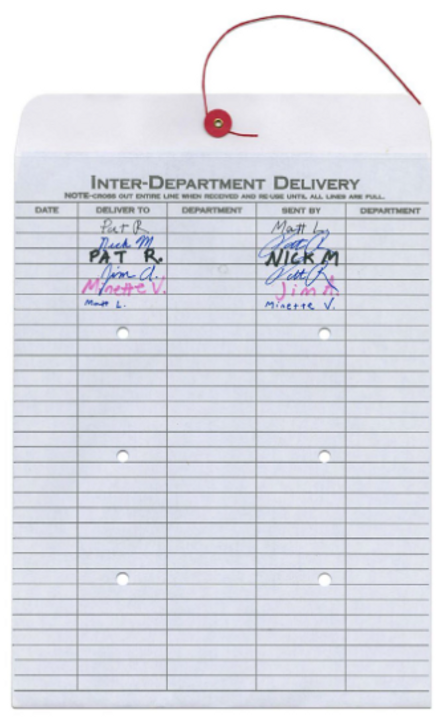 INTER-DEPARTMENT DELIVERY
NOTE-CROSS OUT ENTIRE LINE WHEN RECEIVED AND RE-USE UNTIL ALL LINES ARE FULL.
DATE DELIVER TO DEPARTMENT SENT BY DEPARTMENT
Pat R Matt L
Nick M Pat R
PAT R. NICK M
Jim A. Pat R
Minette V. Jim A.
Matt L. Minette V.